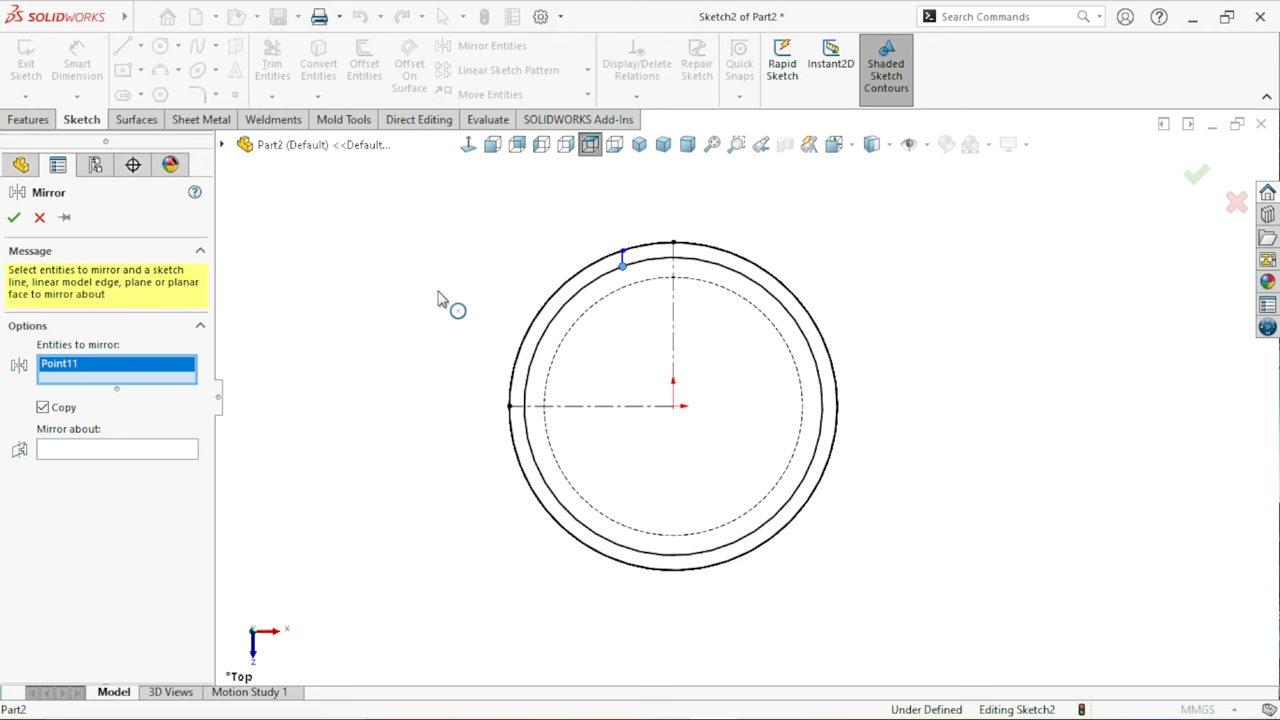 SOLIDWORKS
Sketch2 of Part2 *
Search Commands
Exit Sketch
Smart Dimension
Trim Entities
Convert Entities
Offset Entities
Offset On Surface
Mirror Entities
Linear Sketch Pattern
Move Entities
Display/Delete Relations
Repair Sketch
Quick Snaps
Rapid Sketch
Instant2D
Shaded Sketch Contours
Features
Sketch
Surfaces
Sheet Metal
Weldments
Mold Tools
Direct Editing
Evaluate
SOLIDWORKS Add-Ins
Part2 (Default) <<Default...
Mirror
Message
Select entities to mirror and a sketch
line, linear model edge, plane or planar
face to mirror about
Options
Entities to mirror:
Point11
Copy
Mirror about:
X
Z
*Top
Model
3D Views
Motion Study 1
Part2
Under Defined
Editing Sketch2
MMGS